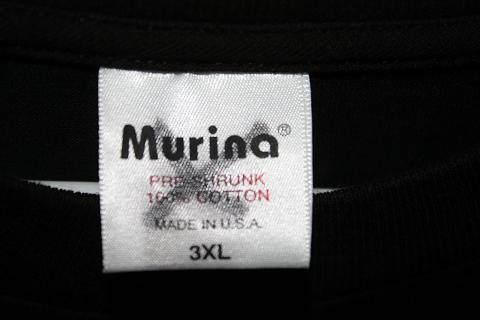 Murina®
PRE-SHRUNK
100% COTTON
MADE IN U.S.A.
3XL